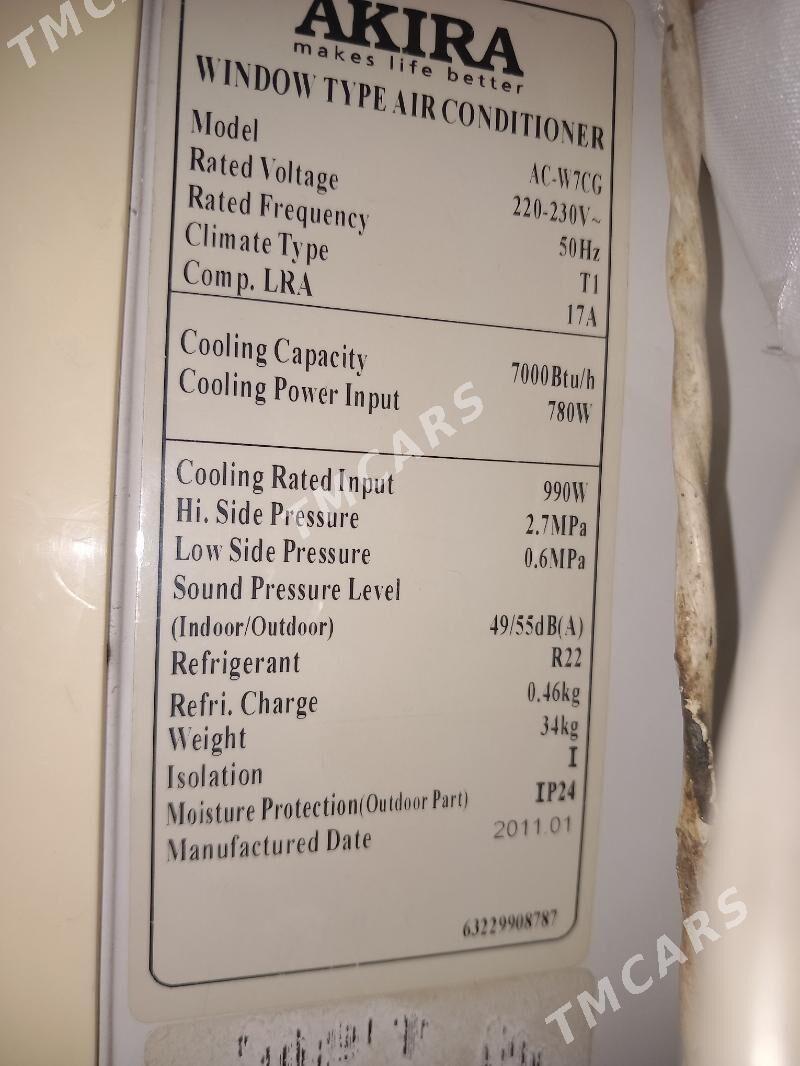 TMCARS
AKIRA
makes life better
WINDOW TYPE AIR CONDITIONER
Model AC-W7CG
Rated Voltage 220-230V~
Rated Frequency 50Hz
Climate Type T1
Comp. LRA 17A
Cooling Capacity 7000Btu/h
Cooling Power Input 780W
TMCARS
Cooling Rated Input 990W
Hi. Side Pressure 2.7MPa
Low Side Pressure 0.6MPa
Sound Pressure Level
(Indoor/Outdoor) 49/55dB(A)
Refrigerant R22
Refri. Charge 0.46kg
Weight 34kg
Isolation I
Moisture Protection(Outdoor Part) IP24
Manufactured Date 2011.01
63229908787
TMCARS